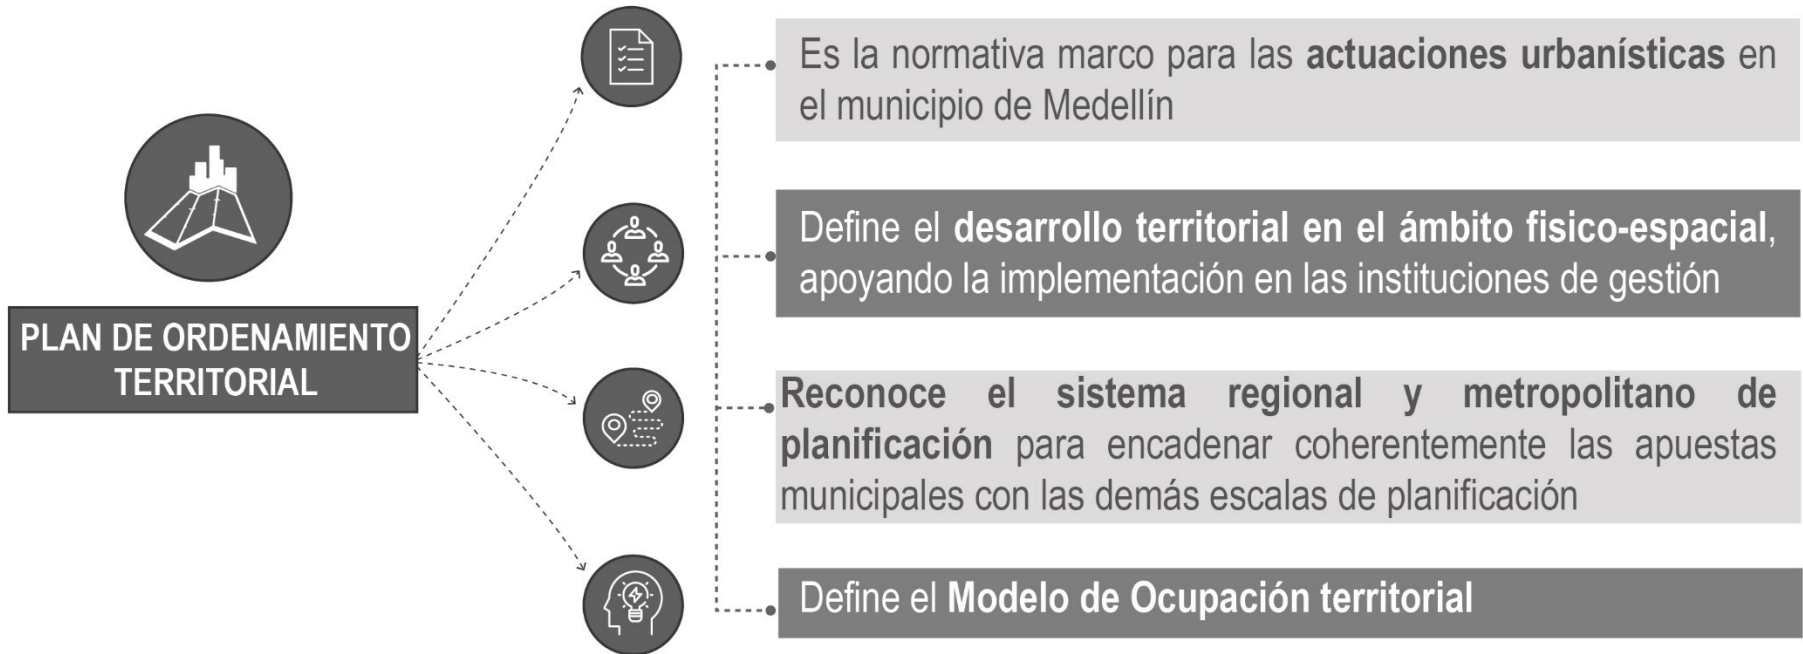 PLAN DE ORDENAMIENTO
TERRITORIAL
Es la normativa marco para las actuaciones urbanísticas en
el municipio de Medellín
Define el desarrollo territorial en el ámbito fisico-espacial,
apoyando la implementación en las instituciones de gestión
Reconoce el sistema regional y metropolitano de
planificación para encadenar coherentemente las apuestas
municipales con las demás escalas de planificación
Define el Modelo de Ocupación territorial